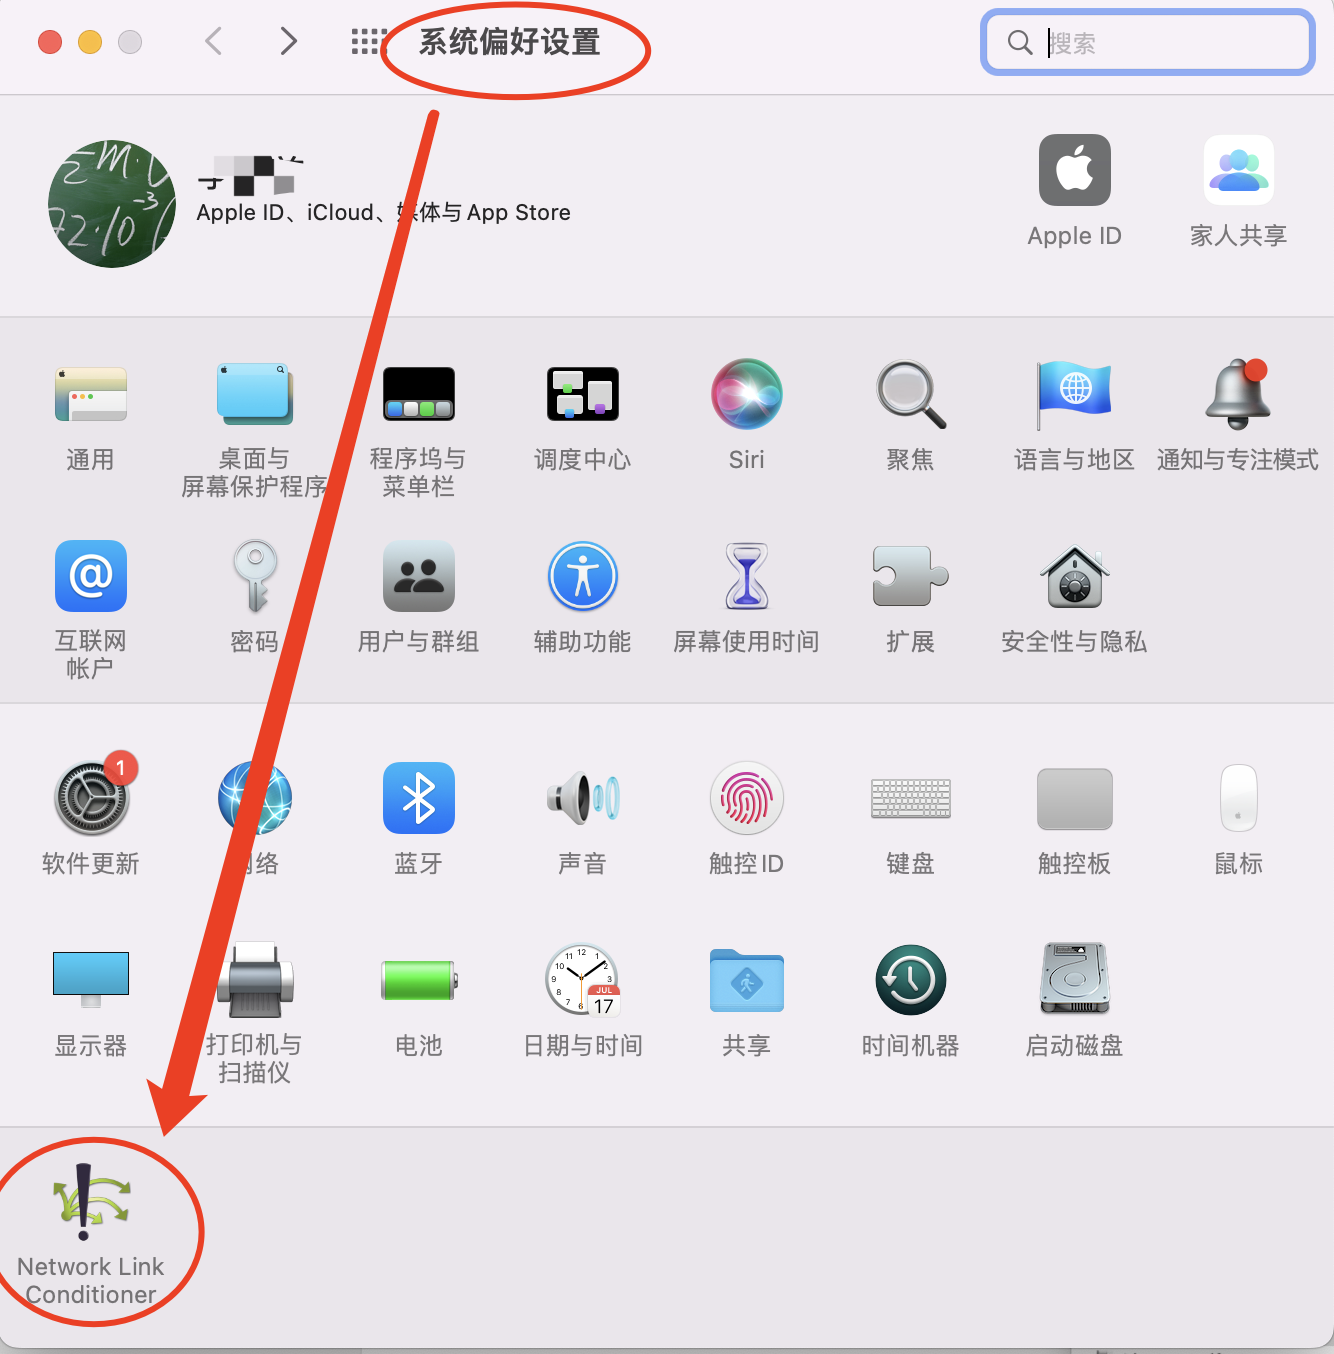 系统偏好设置
搜索
Apple ID、iCloud、媒体与 App Store
Apple ID
家人共享
通用
桌面与
屏幕保护程序
程序坞与
菜单栏
调度中心
Siri
聚焦
语言与地区
通知与专注模式
互联网
帐户
密码
用户与群组
辅助功能
屏幕使用时间
扩展
安全性与隐私
1
软件更新
网络
蓝牙
声音
触控 ID
键盘
触控板
鼠标
JUL
17
显示器
打印机与
扫描仪
电池
日期与时间
共享
时间机器
启动磁盘
Network Link
Conditioner